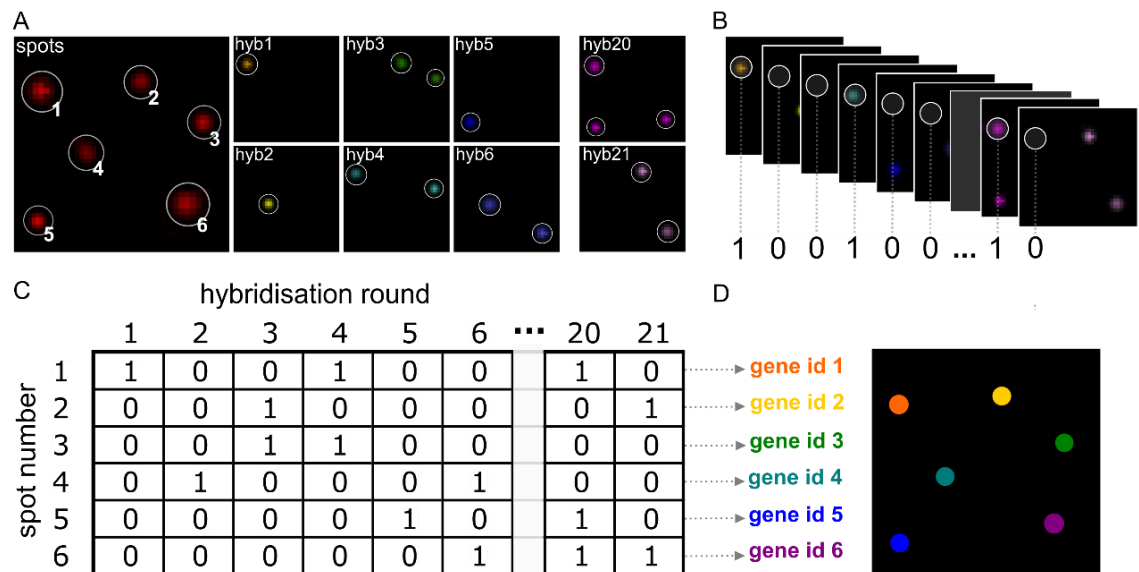 A
spots
1
2
3
4
5
6
hyb1
hyb3
hyb5
hyb20
hyb2
hyb4
hyb6
hyb21
B
1 0 0 1 0 0 ... 1 0
C
hybridisation round
1 2 3 4 5 6 ... 20 21
spot number
1 1 0 0 1 0 0 1 0 gene id 1
2 0 0 1 0 0 0 0 1 gene id 2
3 0 0 1 1 0 0 0 0 gene id 3
4 0 1 0 0 0 1 0 0 gene id 4
5 0 0 0 0 1 0 1 0 gene id 5
6 0 0 0 0 0 1 1 1 gene id 6
D